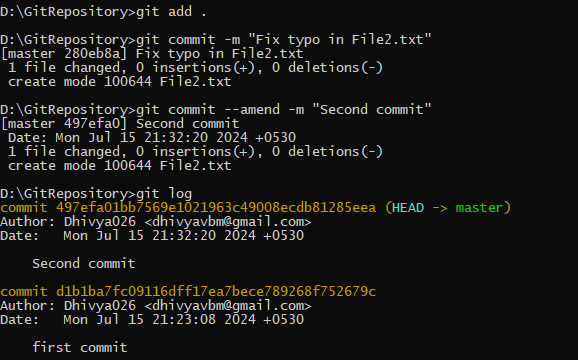 D:\GitRepository>git add .
D:\GitRepository>git commit -m "Fix typo in File2.txt"
[master 280eb8a] Fix typo in File2.txt
 1 file changed, 0 insertions(+), 0 deletions(-)
 create mode 100644 File2.txt
D:\GitRepository>git commit --amend -m "Second commit"
[master 497efa0] Second commit
 Date: Mon Jul 15 21:32:20 2024 +0530
 1 file changed, 0 insertions(+), 0 deletions(-)
 create mode 100644 File2.txt
D:\GitRepository>git log
commit 497efa01bb7569e1021963c49008ecdb81285eea (HEAD -> master)
Author: Dhivya026 <dhivyavbm@gmail.com>
Date:   Mon Jul 15 21:32:20 2024 +0530
    Second commit
commit d1b1ba7fc09116dff17ea7bece789268f752679c
Author: Dhivya026 <dhivyavbm@gmail.com>
Date:   Mon Jul 15 21:23:08 2024 +0530
    first commit